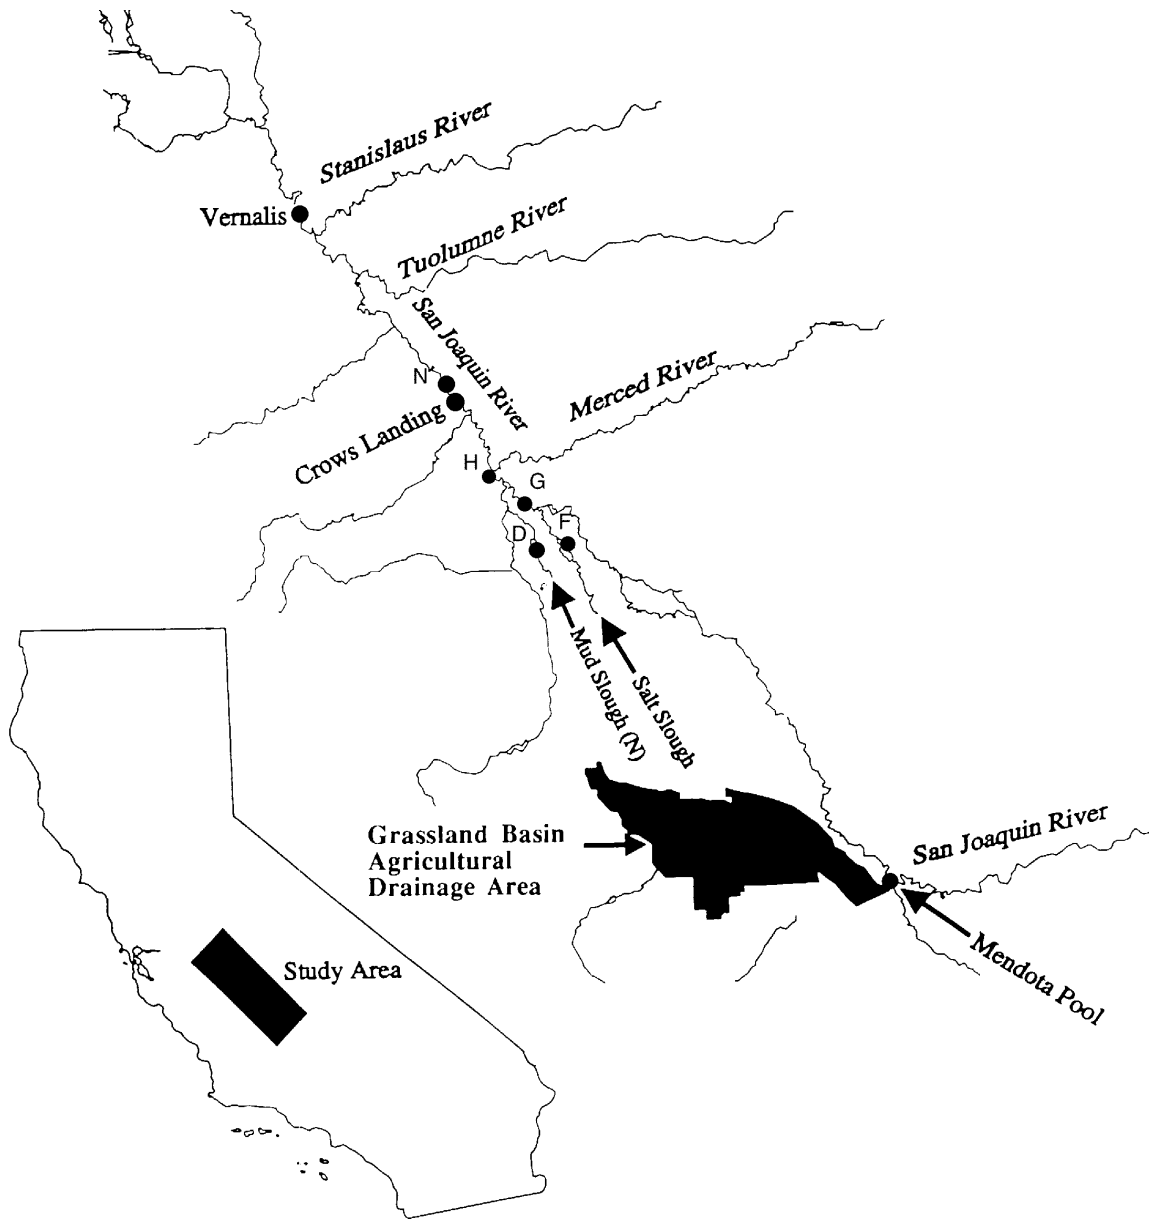 Stanislaus River
Vernalis
Tuolumne River
San Joaquin River
N
Merced River
Crows Landing
H
G
D
F
Mud Slough (N)
Salt Slough
Grassland Basin
Agricultural
Drainage Area
San Joaquin River
Mendota Pool
Study Area